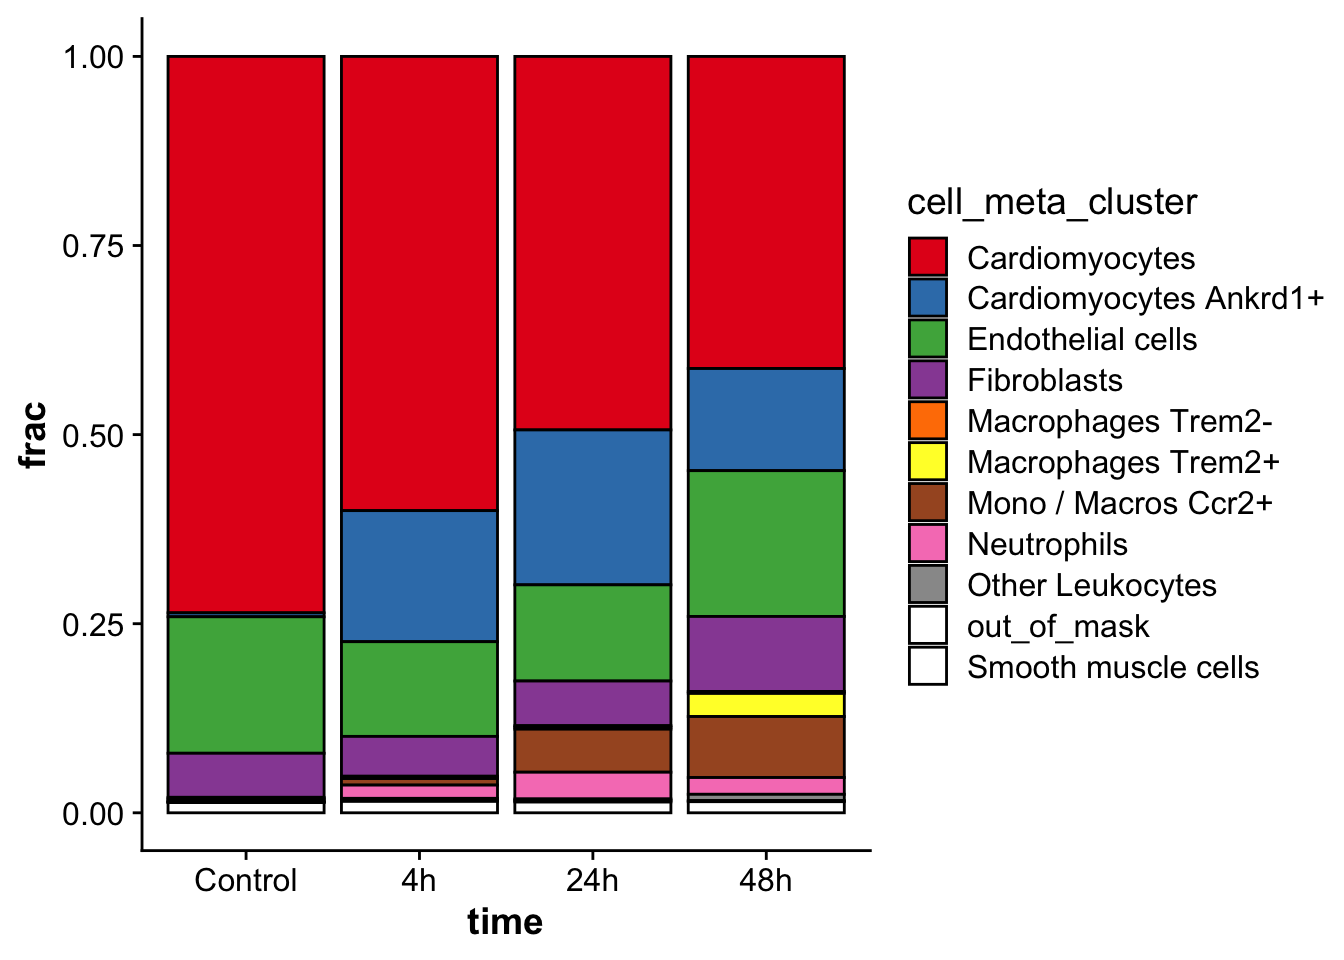 1.00
0.75
0.50
0.25
0.00
frac
Control
4h
24h
48h
time
cell_meta_cluster
Cardiomyocytes
Cardiomyocytes Ankrd1+
Endothelial cells
Fibroblasts
Macrophages Trem2-
Macrophages Trem2+
Mono / Macros Ccr2+
Neutrophils
Other Leukocytes
out_of_mask
Smooth muscle cells